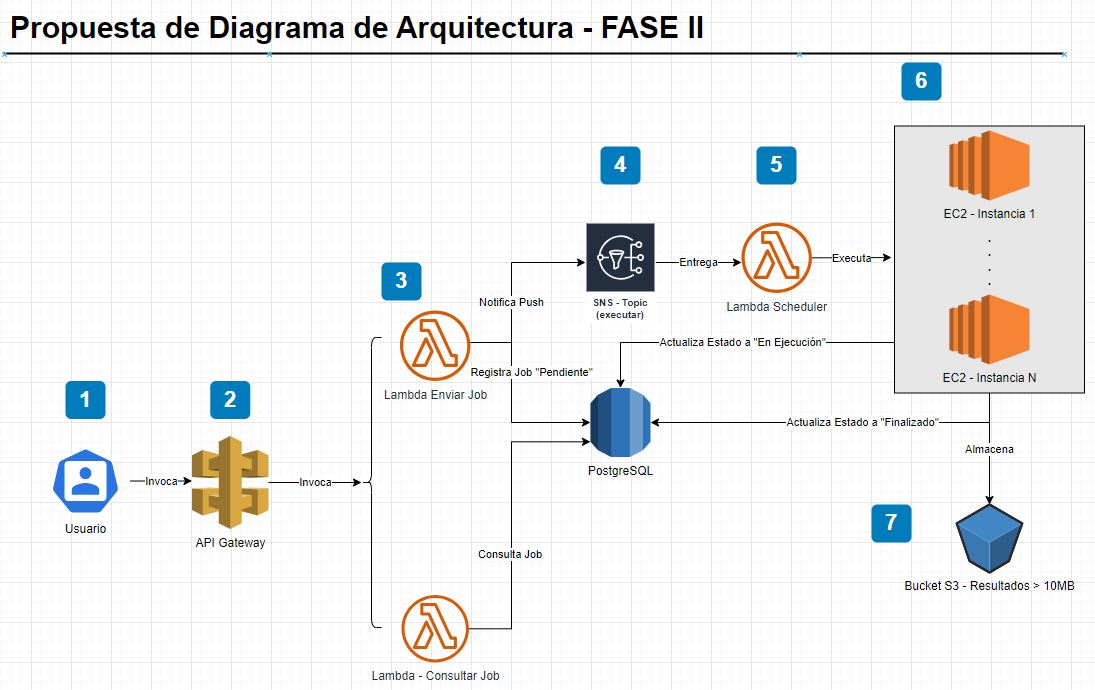 Propuesta de Diagrama de Arquitectura - FASE II
6
4
5
EC2 - Instancia 1
3
Entrega
Ejecuta
Notifica Push
SNS - Topic
(executar)
Lambda Scheduler
Actualiza Estado a "En Ejecución"
Registra Job "Pendiente"
EC2 - Instancia N
Lambda Enviar Job
1
2
Actualiza Estado a "Finalizado"
Almacena
PostgreSQL
Invoca
Invoca
Usuario
API Gateway
7
Consulta Job
Bucket S3 - Resultados > 10MB
Lambda - Consultar Job